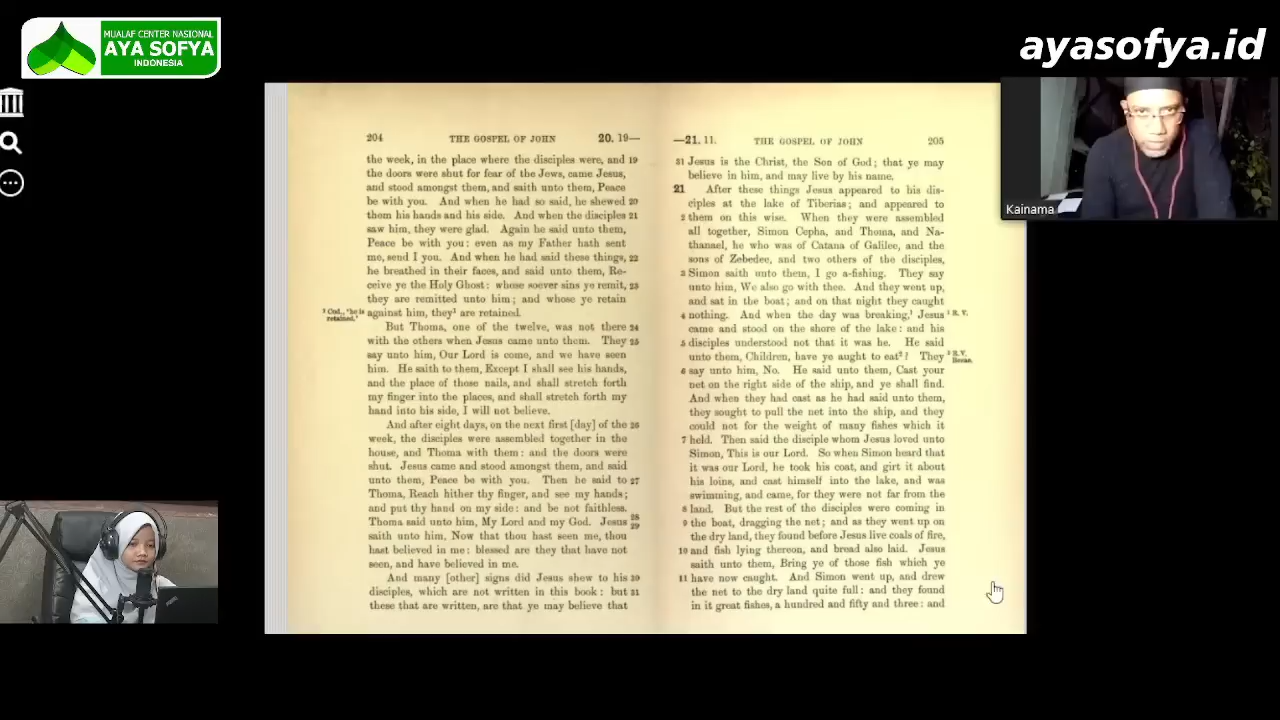 MUALAF CENTER NASIONAL
AYA SOFYA
INDONESIA
ayasofya.id
Kainama
204 THE GOSPEL OF JOHN 20. 19—
the week, in the place where the disciples were, and 19
the doors were shut for fear of the Jews, came Jesus,
and stood amongst them, and saith unto them, Peace
be with you. And when he had so said, he shewed 20
them his hands and his side. And when the disciples 21
saw him, they were glad. Again he said unto them,
Peace be with you: even as my Father hath sent
me, send I you. And when he had said these things, 22
he breathed in their faces, and said unto them, Re-
ceive ye the Holy Ghost: whose soever sins ye remit, 23
they are remitted unto him; and whose ye retain
against him, they¹ are retained.
¹ Cod., 'he is
retained.'
But Thoma, one of the twelve, was not there 24
with the others when Jesus came unto them. They 25
say unto him, Our Lord is come, and we have seen
him. He saith to them, Except I shall see his hands,
and the place of those nails, and shall stretch forth
my finger into the places, and shall stretch forth my
hand into his side, I will not believe.
And after eight days, on the next first [day] of the 26
week, the disciples were assembled together in the
house, and Thoma with them: and the doors were
shut. Jesus came and stood amongst them, and said
unto them, Peace be with you. Then he said to 27
Thoma, Reach hither thy finger, and see my hands;
and put thy hand on my side: and be not faithless.
Thoma said unto him, My Lord and my God. Jesus 28 29
saith unto him, Now that thou hast seen me, thou
hast believed in me: blessed are they that have not
seen, and have believed in me.
And many [other] signs did Jesus shew to his 30
disciples, which are not written in this book: but 31
these that are written, are that ye may believe that
—21. 11. THE GOSPEL OF JOHN 205
31 Jesus is the Christ, the Son of God; that ye may
believe in him, and may live by his name.
21 After these things Jesus appeared to his dis-
ciples at the lake of Tiberias; and appeared to
2 them on this wise. When they were assembled
all together, Simon Cepha, and Thoma, and Na-
thanael, he who was of Catana of Galilee, and the
sons of Zebedee, and two others of the disciples,
3 Simon saith unto them, I go a-fishing. They say
unto him, We also go with thee. And they went up,
and sat in the boat; and on that night they caught
4 nothing. And when the day was breaking,¹ Jesus ¹ R. V.
came and stood on the shore of the lake: and his
5 disciples understood not that it was he. He said
unto them, Children, have ye aught to eat²? They ² R.V.
6 say unto him, No. He said unto them, Cast your
net on the right side of the ship, and ye shall find.
And when they had cast as he had said unto them,
they sought to pull the net into the ship, and they
could not for the weight of many fishes which it
7 held. Then said the disciple whom Jesus loved unto
Simon, This is our Lord. So when Simon heard that
it was our Lord, he took his coat, and girt it about
his loins, and cast himself into the lake, and was
swimming, and came, for they were not far from the
8 land. But the rest of the disciples were coming in
9 the boat, dragging the net; and as they went up on
the dry land, they found before Jesus live coals of fire,
10 and fish lying thereon, and bread also laid. Jesus
saith unto them, Bring ye of those fish which ye
11 have now caught. And Simon went up, and drew
the net to the dry land quite full: and they found
in it great fishes, a hundred and fifty and three: and